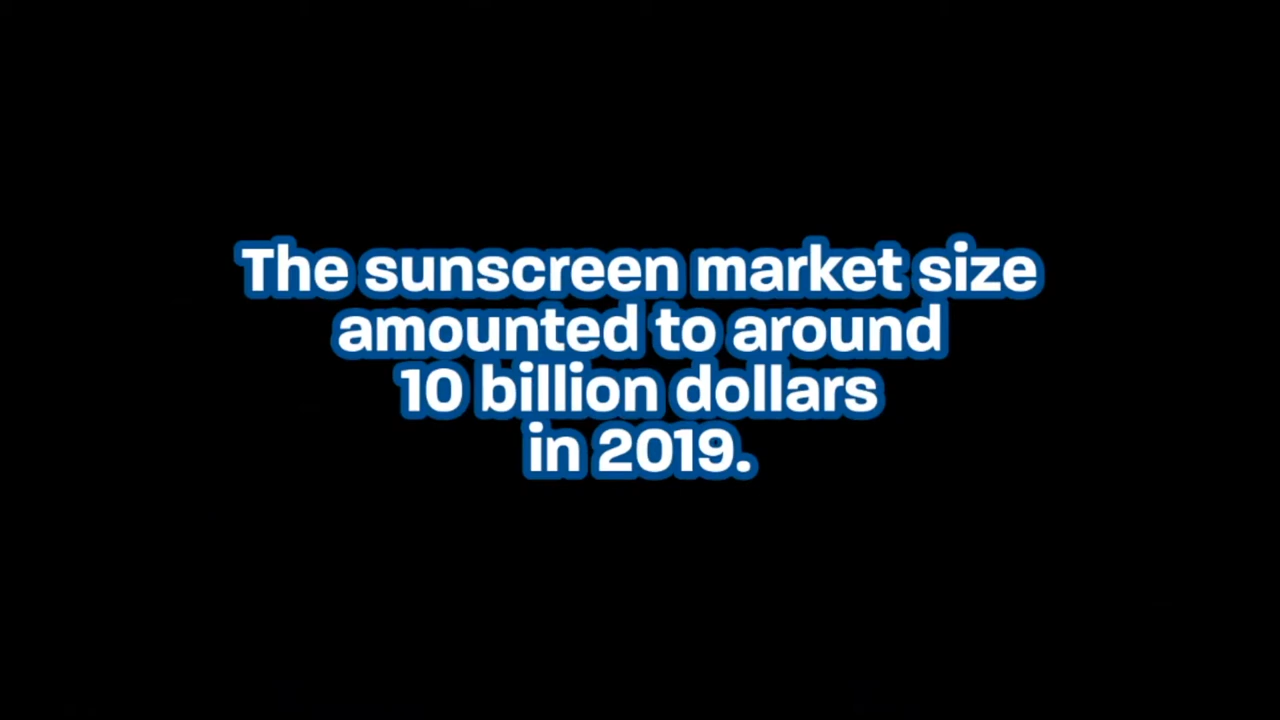 The sunscreen market size
amounted to around
10 billion dollars
in 2019.